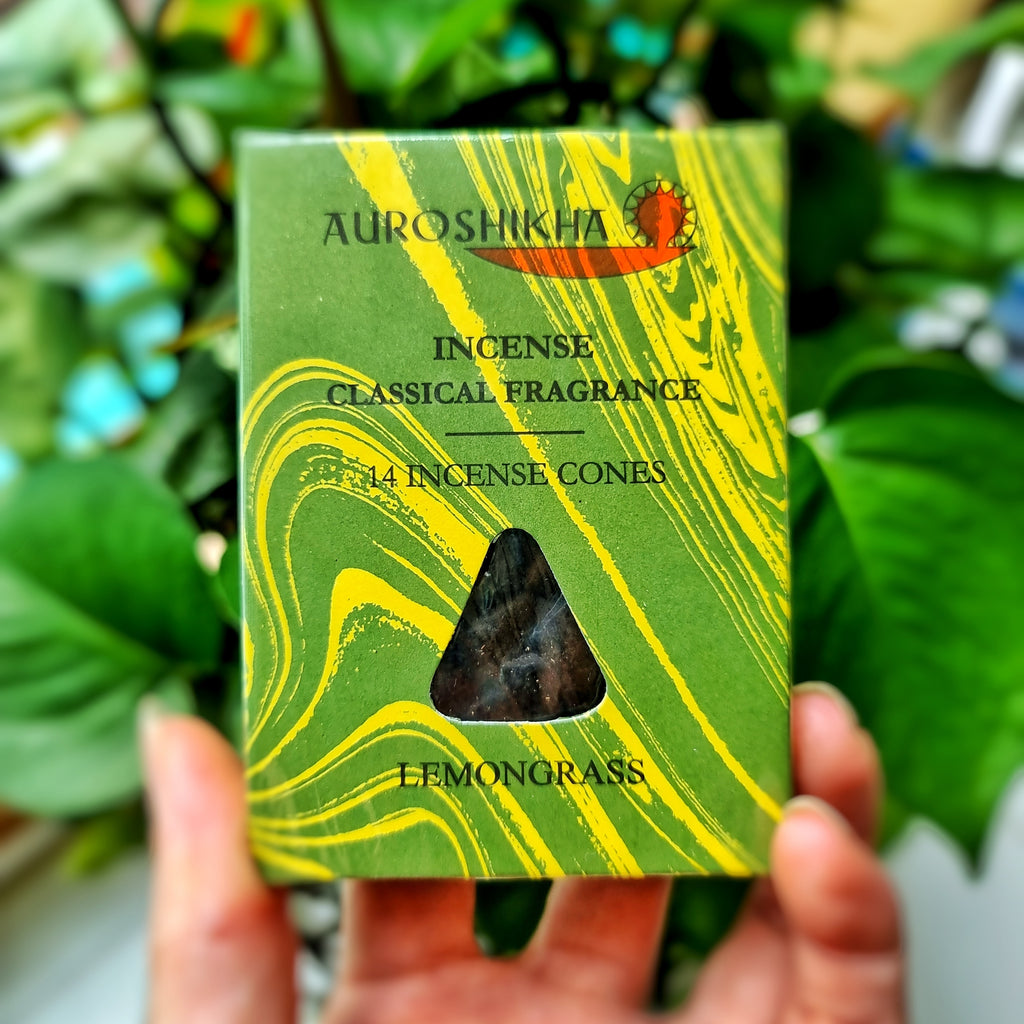 AUROSHIKHA
INCENSE
CLASSICAL FRAGRANCE
14 INCENSE CONES
LEMONGRASS